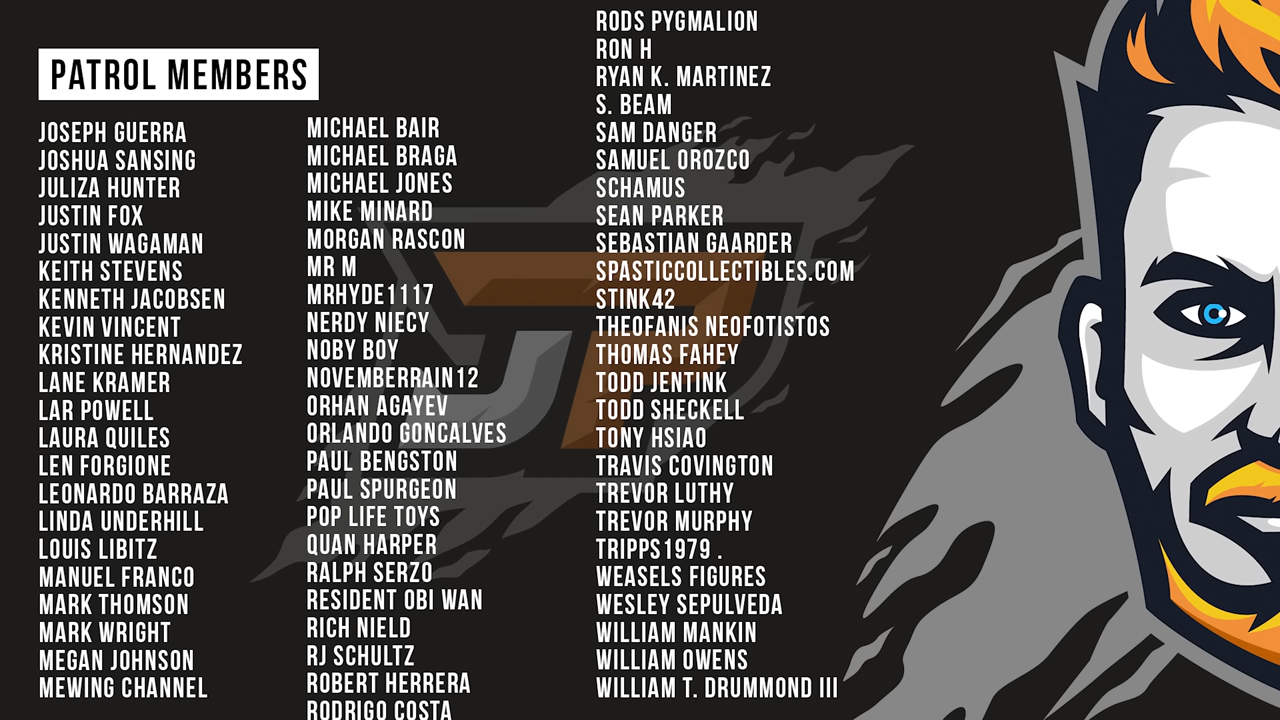 PATROL MEMBERS
JOSEPH GUERRA
JOSHUA SANSING
JULIZA HUNTER
JUSTIN FOX
JUSTIN WAGAMAN
KEITH STEVENS
KENNETH JACOBSEN
KEVIN VINCENT
KRISTINE HERNANDEZ
LANE KRAMER
LAR POWELL
LAURA QUILES
LEN FORGIONE
LEONARDO BARRAZA
LINDA UNDERHILL
LOUIS LIBITZ
MANUEL FRANCO
MARK THOMSON
MARK WRIGHT
MEGAN JOHNSON
MEWING CHANNEL
MICHAEL BAIR
MICHAEL BRAGA
MICHAEL JONES
MIKE MINARD
MORGAN RASCON
MR M
MRHYDE1117
NERDY NIECY
NOBY BOY
NOVEMBERRAIN12
ORHAN AGAYEV
ORLANDO GONCALVES
PAUL BENGSTON
PAUL SPURGEON
POP LIFE TOYS
QUAN HARPER
RALPH SERZO
RESIDENT OBI WAN
RICH NIELD
RJ SCHULTZ
ROBERT HERRERA
RODRIGO COSTA
RODS PYGMALION
RON H
RYAN K. MARTINEZ
S. BEAM
SAM DANGER
SAMUEL OROZCO
SCHAMUS
SEAN PARKER
SEBASTIAN GAARDER
SPASTICCOLLECTIBLES.COM
STINK42
THEOFANIS NEOFOTISTOS
THOMAS FAHEY
TODD JENTINK
TODD SHECKELL
TONY HSIAO
TRAVIS COVINGTON
TREVOR LUTHY
TREVOR MURPHY
TRIPPS1979 .
WEASELS FIGURES
WESLEY SEPULVEDA
WILLIAM MANKIN
WILLIAM OWENS
WILLIAM T. DRUMMOND III
JP